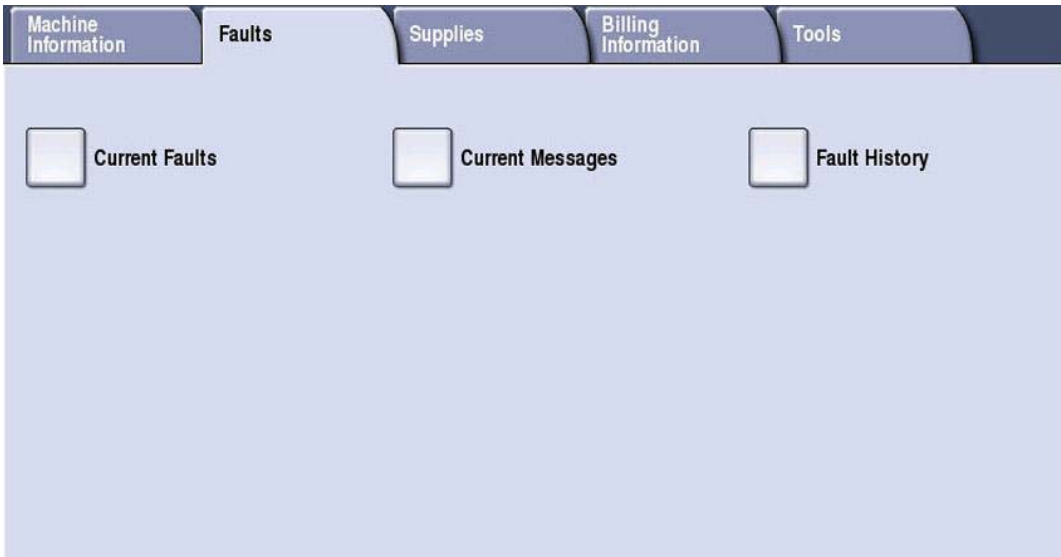 Machine
Information
Faults
Supplies
Billing
Information
Tools
Current Faults
Current Messages
Fault History